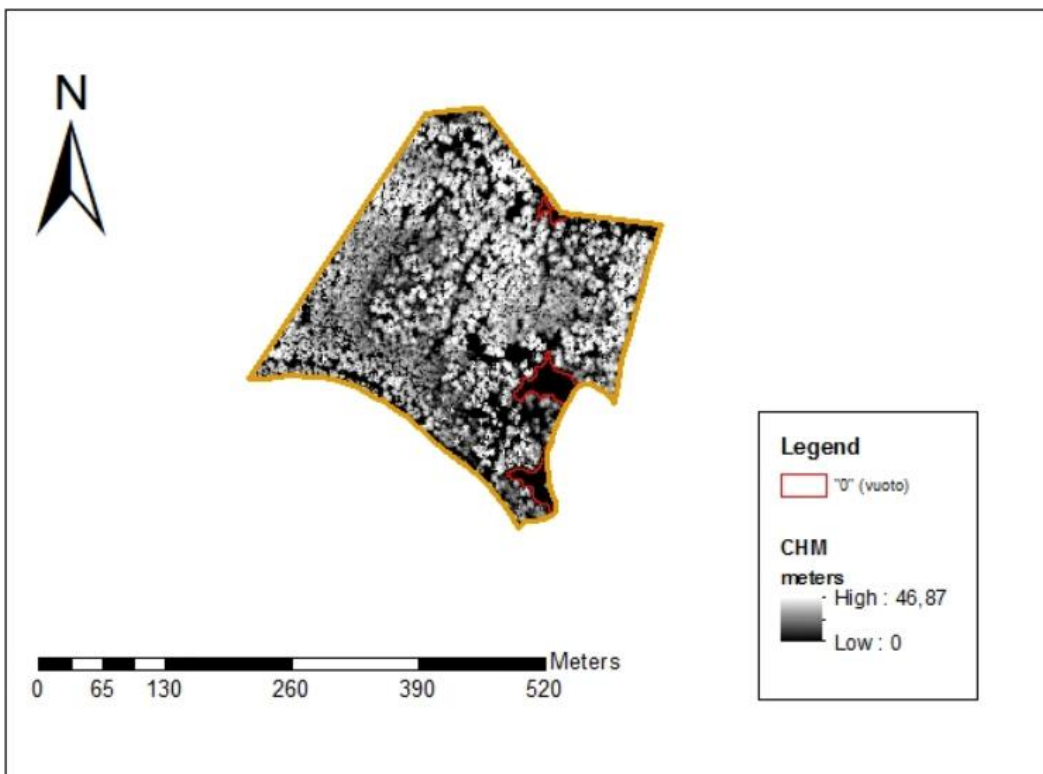 N
Meters
0 65 130 260 390 520
Legend
"0" (vuoto)
CHM
meters
High : 46,87
Low : 0